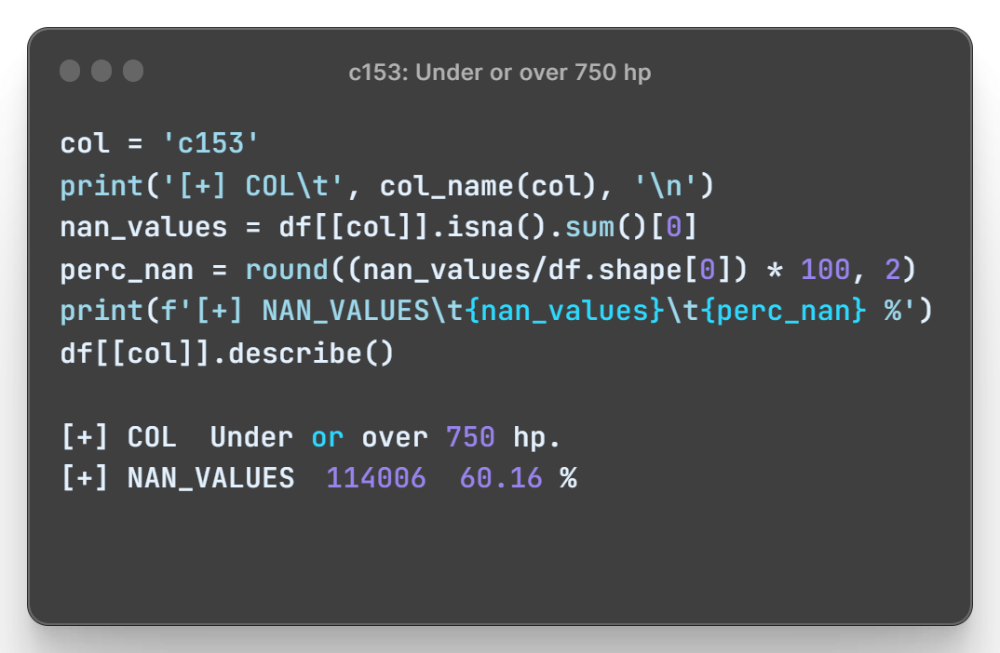 c153: Under or over 750 hp
col = 'c153'
print('[+] COL\t', col_name(col), '\n')
nan_values = df[[col]].isna().sum()[0]
perc_nan = round((nan_values/df.shape[0]) * 100, 2)
print(f'[+] NAN_VALUES\t{nan_values}\t{perc_nan} %')
df[[col]].describe()
[+] COL  Under or over 750 hp.
[+] NAN_VALUES  114006  60.16 %